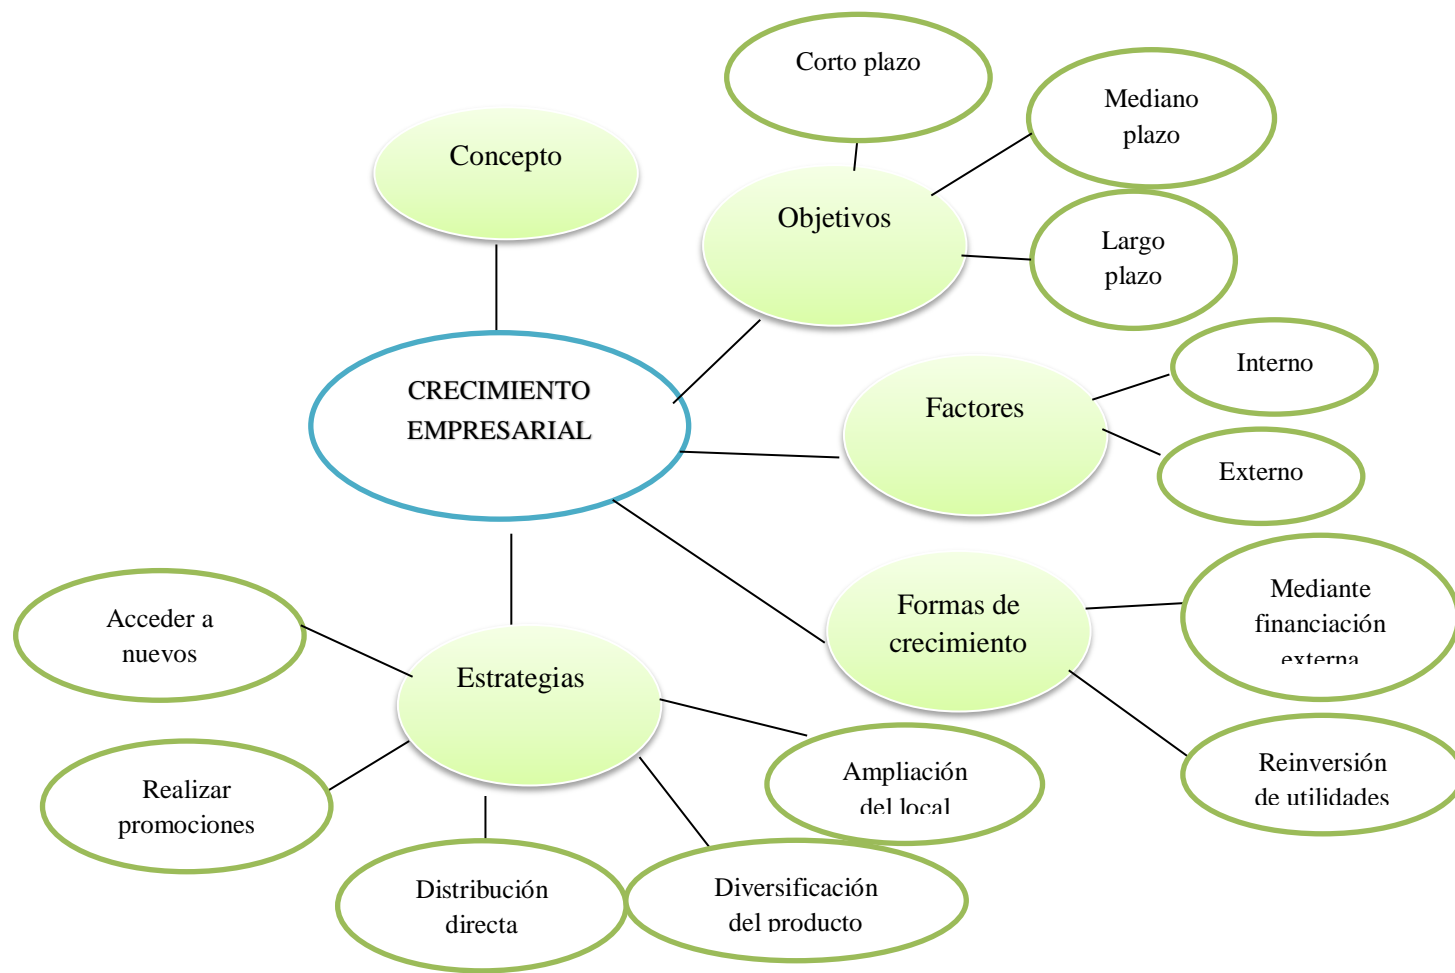 Corto plazo
Mediano
plazo
Concepto
Objetivos
Largo
plazo
CRECIMIENTO
EMPRESARIAL
Interno
Factores
Externo
Formas de
crecimiento
Mediante
financiación
externa
Acceder a
nuevos
Estrategias
Reinversión
de utilidades
Realizar
promociones
Ampliación
del local
Distribución
directa
Diversificación
del producto